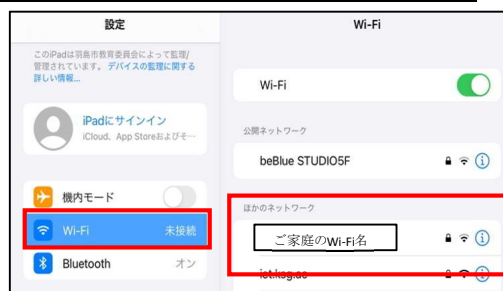 設定
このiPadは羽島市教育委員会によって監理/
管理されています。デバイスの監理に関する
詳しい情報...
iPadにサインイン
iCloud、App Storeおよびそ…
機内モード
Wi-Fi
未接続
Bluetooth
オン
Wi-Fi
Wi-Fi
公開ネットワーク
beBlue STUDIO5F
ほかのネットワーク
ご家庭のWi-Fi名